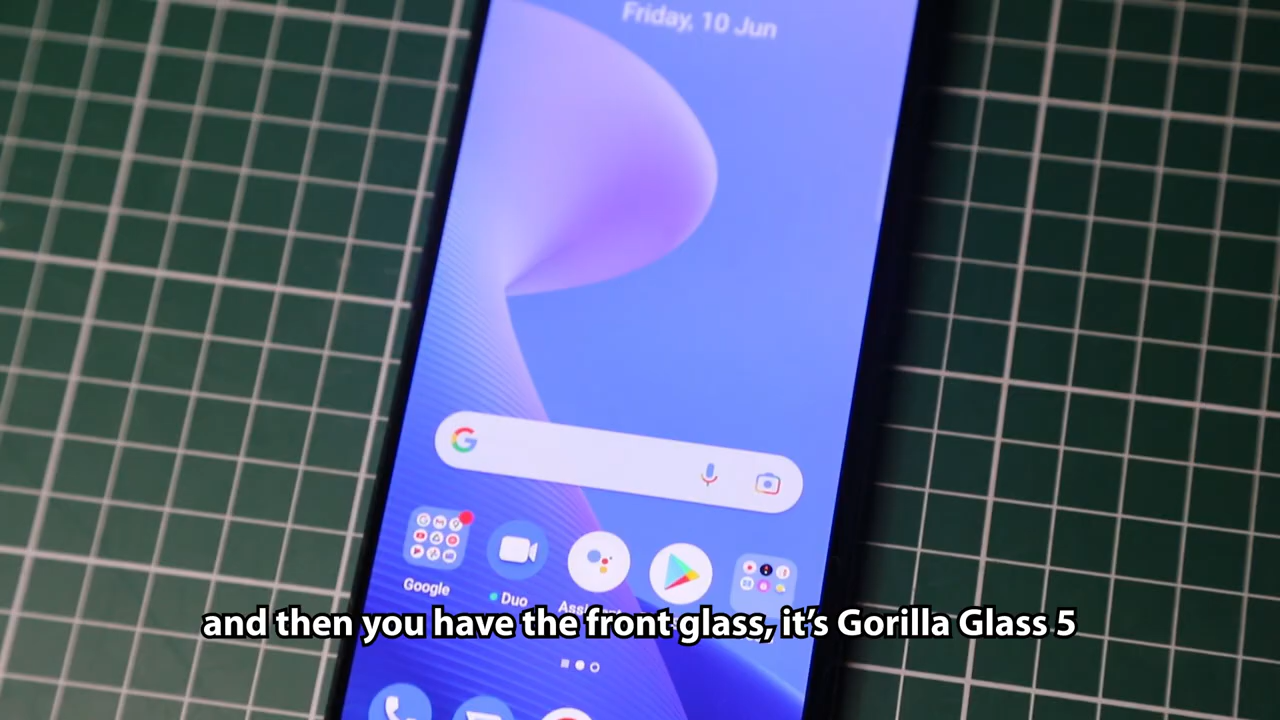 Friday, 10 Jun
Google
Duo
and then you have the front glass, it's Gorilla Glass 5